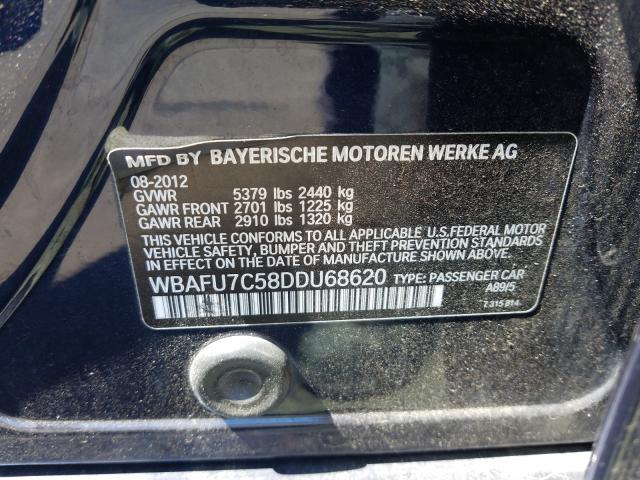 MFD BY BAYERISCHE MOTOREN WERKE AG
08-2012
GVWR 5379 lbs 2440 kg
GAWR FRONT 2701 lbs 1225 kg
GAWR REAR 2910 lbs 1320 kg
THIS VEHICLE CONFORMS TO ALL APPLICABLE U.S.FEDERAL MOTOR
VEHICLE SAFETY, BUMPER, AND THEFT PREVENTION STANDARDS
IN EFFECT ON THE DATE OF MANUFACTURE SHOWN ABOVE.
WBAFU7C58DDU68620 TYPE: PASSENGER CAR
A89/5
7 315 814